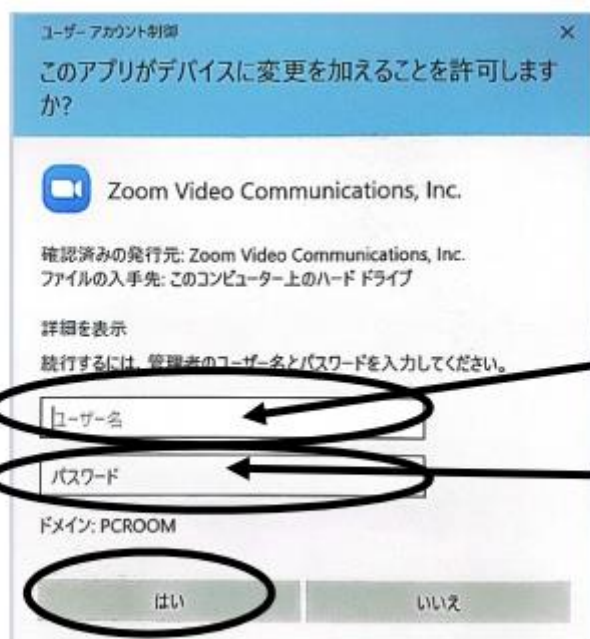 ユーザー アカウント制御
×
このアプリがデバイスに変更を加えることを許可します
か?
Zoom Video Communications, Inc.
確認済みの発行元: Zoom Video Communications, Inc.
ファイルの入手先: このコンピューター上のハード ドライブ
詳細を表示
続行するには、管理者のユーザー名とパスワードを入力してください。
ユーザー名
パスワード
ドメイン: PCROOM
はい
いいえ